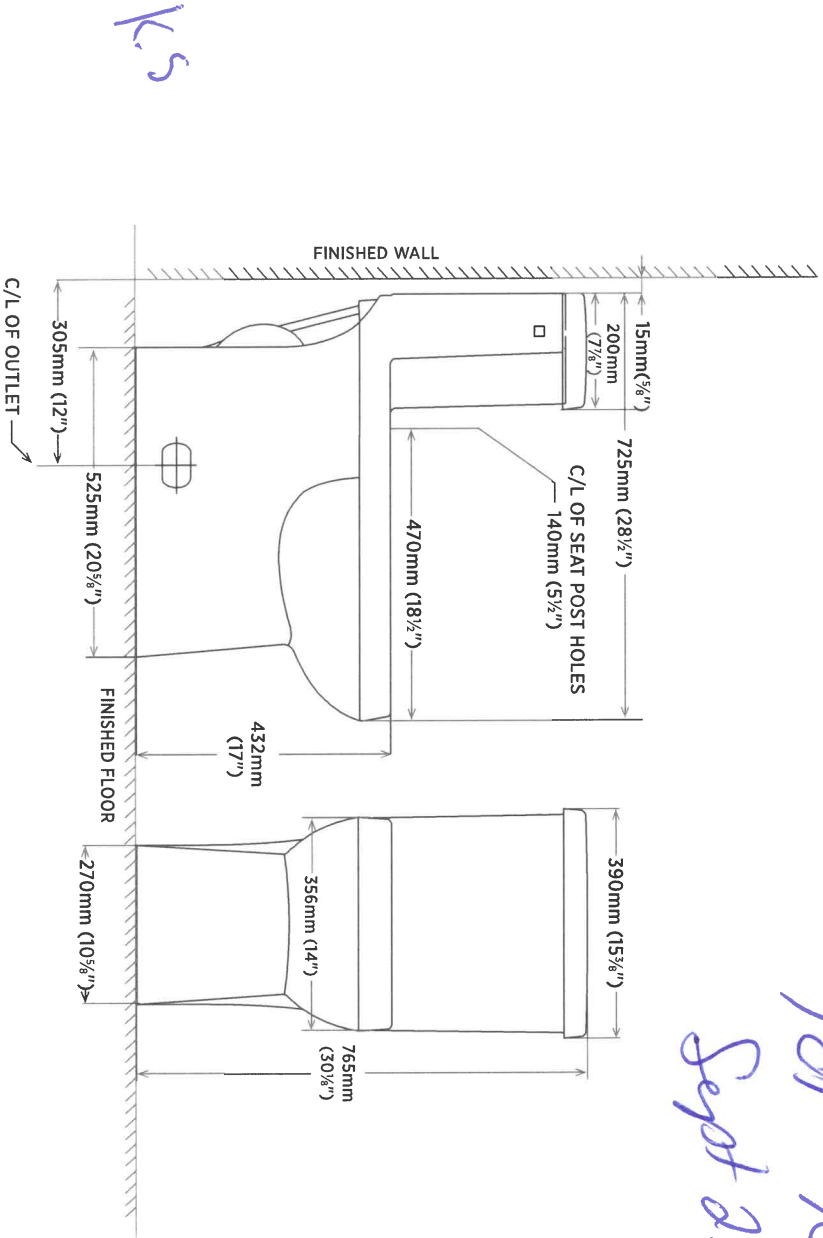 K.S
Sept 2
15mm(⅝")
200mm
(7⅞")
725mm (28½")
C/L OF SEAT POST HOLES
140mm (5½")
470mm (18½")
FINISHED WALL
432mm
(17")
FINISHED FLOOR
525mm (20⅝")
305mm (12")
C/L OF OUTLET
390mm (15⅜")
356mm (14")
765mm
(30⅛")
270mm (10⅝")